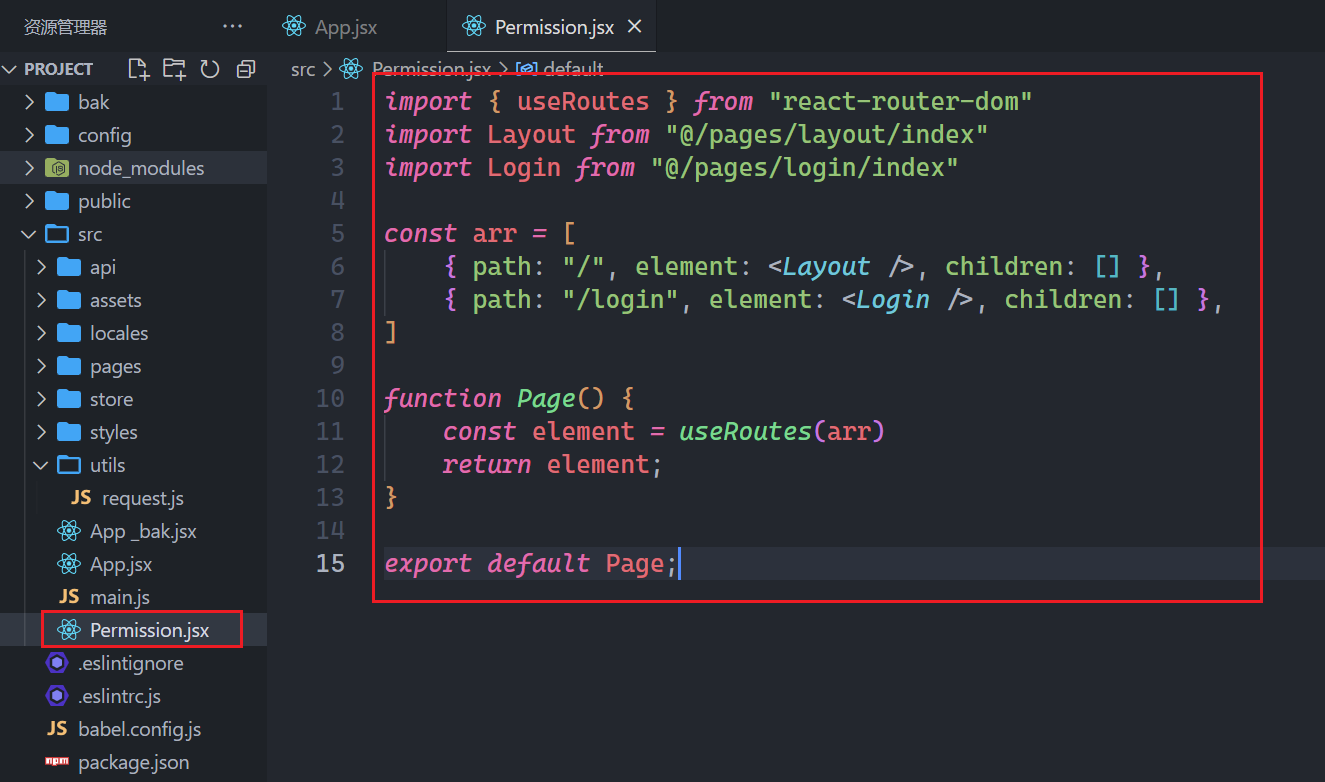 资源管理器 ···
PROJECT
bak
config
node_modules
public
src
api
assets
locales
pages
store
styles
utils
JS request.js
App _bak.jsx
App.jsx
JS main.js
Permission.jsx
.eslintignore
.eslintrc.js
JS babel.config.js
npm package.json
App.jsx Permission.jsx
src > Permission.jsx > default
1 import { useRoutes } from "react-router-dom"
2 import Layout from "@/pages/layout/index"
3 import Login from "@/pages/login/index"
4
5 const arr = [
6     { path: "/", element: <Layout />, children: [] },
7     { path: "/login", element: <Login />, children: [] },
8 ]
9
10 function Page() {
11     const element = useRoutes(arr)
12     return element;
13 }
14
15 export default Page;